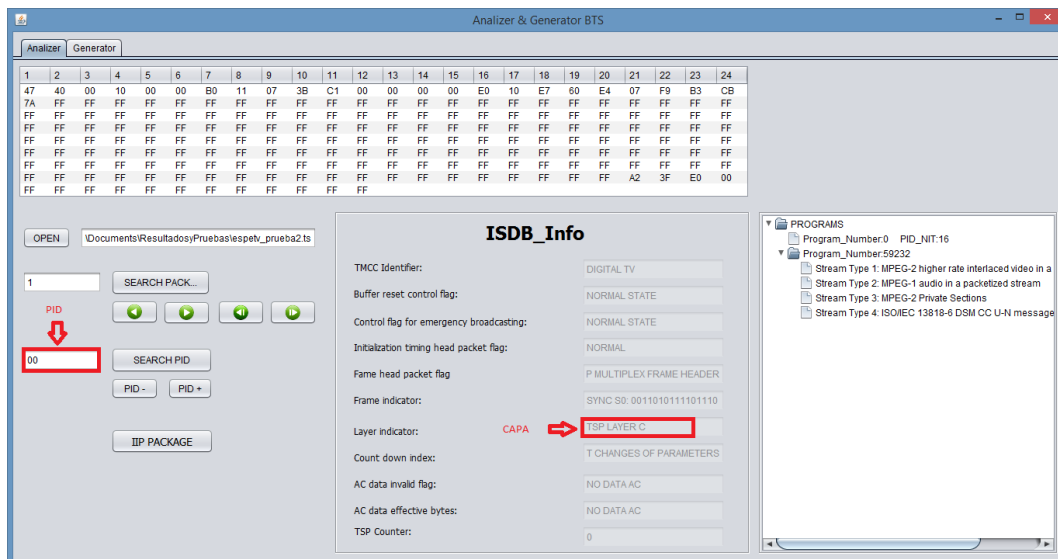 Analizer & Generator BTS
Analizer Generator
1 2 3 4 5 6 7 8 9 10 11 12 13 14 15 16 17 18 19 20 21 22 23 24
47 40 00 10 00 00 B0 11 07 3B C1 00 00 00 00 E0 10 E7 60 E4 07 F9 B3 CB
7A FF FF FF FF FF FF FF FF FF FF FF FF FF FF FF FF FF FF FF FF FF FF FF
FF FF FF FF FF FF FF FF FF FF FF FF FF FF FF FF FF FF FF FF FF FF FF FF
FF FF FF FF FF FF FF FF FF FF FF FF FF FF FF FF FF FF FF FF FF FF FF FF
FF FF FF FF FF FF FF FF FF FF FF FF FF FF FF FF FF FF FF FF FF FF FF FF
FF FF FF FF FF FF FF FF FF FF FF FF FF FF FF FF FF FF FF FF FF FF FF FF
FF FF FF FF FF FF FF FF FF FF FF FF FF FF FF FF FF FF FF FF FF FF FF FF
FF FF FF FF FF FF FF FF FF FF FF FF FF FF FF FF FF FF FF FF A2 3F E0 00
FF FF FF FF FF FF FF FF FF FF FF FF
OPEN \Documents\ResultadosyPruebas\espetv_prueba2.ts
1 SEARCH PACK...
PID
00 SEARCH PID
PID - PID +
IIP PACKAGE
ISDB_Info
TMCC Identifier: DIGITAL TV
Buffer reset control flag: NORMAL STATE
Control flag for emergency broadcasting: NORMAL STATE
Initialization timing head packet flag: NORMAL
Fame head packet flag P MULTIPLEX FRAME HEADER
Frame indicator: SYNC S0: 0011010111101110
Layer indicator: CAPA TSP LAYER C
Count down index: T CHANGES OF PARAMETERS
AC data invalid flag: NO DATA AC
AC data effective bytes: NO DATA AC
TSP Counter: 0
PROGRAMS
Program_Number:0 PID_NIT:16
Program_Number:59232
Stream Type 1: MPEG-2 higher rate interlaced video in a
Stream Type 2: MPEG-1 audio in a packetized stream
Stream Type 3: MPEG-2 Private Sections
Stream Type 4: ISO/IEC 13818-6 DSM CC U-N message